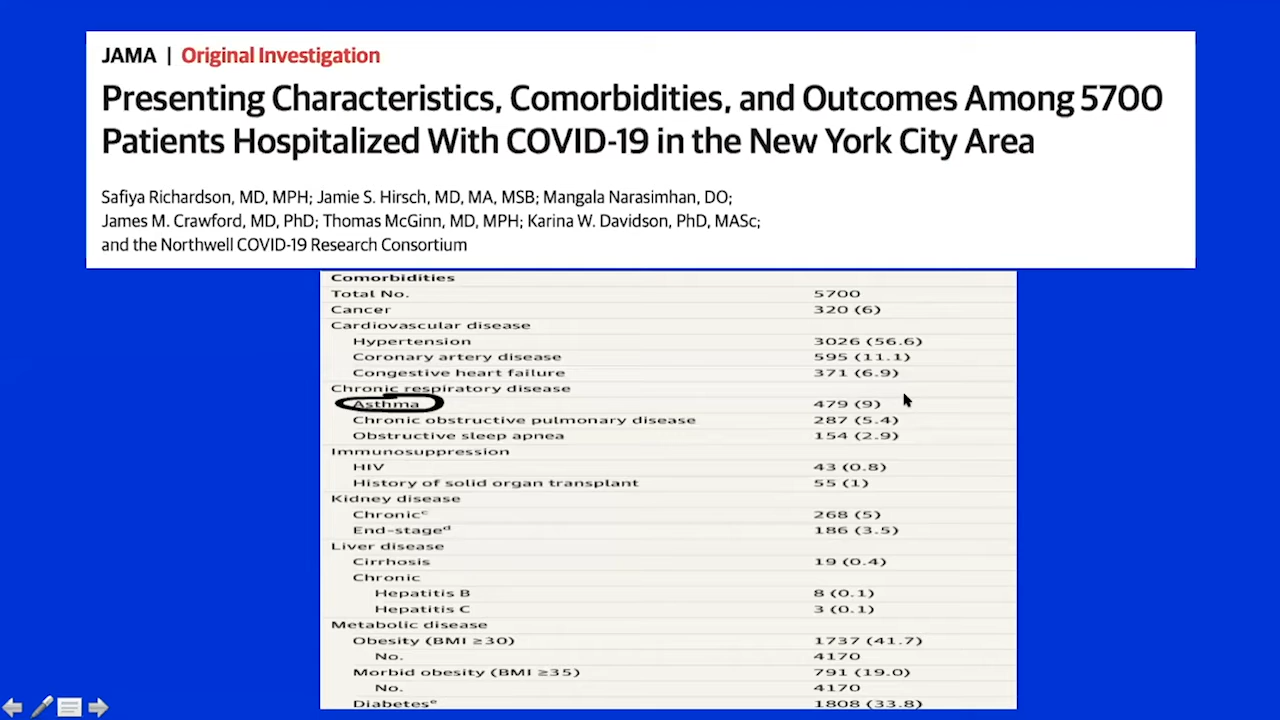 JAMA | Original Investigation
Presenting Characteristics, Comorbidities, and Outcomes Among 5700
Patients Hospitalized With COVID-19 in the New York City Area
Safiya Richardson, MD, MPH; Jamie S. Hirsch, MD, MA, MSB; Mangala Narasimhan, DO;
James M. Crawford, MD, PhD; Thomas McGinn, MD, MPH; Karina W. Davidson, PhD, MASc;
and the Northwell COVID-19 Research Consortium
Comorbidities
Total No. 5700
Cancer 320 (6)
Cardiovascular disease
Hypertension 3026 (56.6)
Coronary artery disease 595 (11.1)
Congestive heart failure 371 (6.9)
Chronic respiratory disease
Asthma 479 (9)
Chronic obstructive pulmonary disease 287 (5.4)
Obstructive sleep apnea 154 (2.9)
Immunosuppression
HIV 43 (0.8)
History of solid organ transplant 55 (1)
Kidney disease
Chronicᶜ 268 (5)
End-stageᵈ 186 (3.5)
Liver disease
Cirrhosis 19 (0.4)
Chronic
Hepatitis B 8 (0.1)
Hepatitis C 3 (0.1)
Metabolic disease
Obesity (BMI ≥30) 1737 (41.7)
No. 4170
Morbid obesity (BMI ≥35) 791 (19.0)
No. 4170
Diabetesᵉ 1808 (33.8)